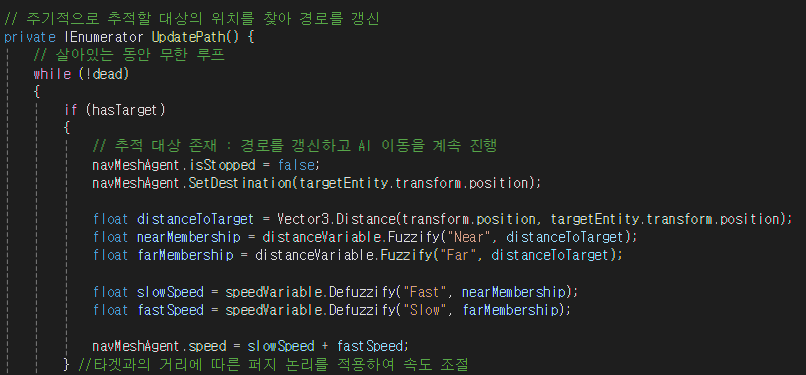 // 주기적으로 추적할 대상의 위치를 찾아 경로를 갱신
private IEnumerator UpdatePath() {
// 살아있는 동안 무한 루프
while (!dead)
{
if (hasTarget)
{
// 추적 대상 존재 : 경로를 갱신하고 AI 이동을 계속 진행
navMeshAgent.isStopped = false;
navMeshAgent.SetDestination(targetEntity.transform.position);
float distanceToTarget = Vector3.Distance(transform.position, targetEntity.transform.position);
float nearMembership = distanceVariable.Fuzzify("Near", distanceToTarget);
float farMembership = distanceVariable.Fuzzify("Far", distanceToTarget);
float slowSpeed = speedVariable.Defuzzify("Fast", nearMembership);
float fastSpeed = speedVariable.Defuzzify("Slow", farMembership);
navMeshAgent.speed = slowSpeed + fastSpeed;
} //타겟과의 거리에 따른 퍼지 논리를 적용하여 속도 조절